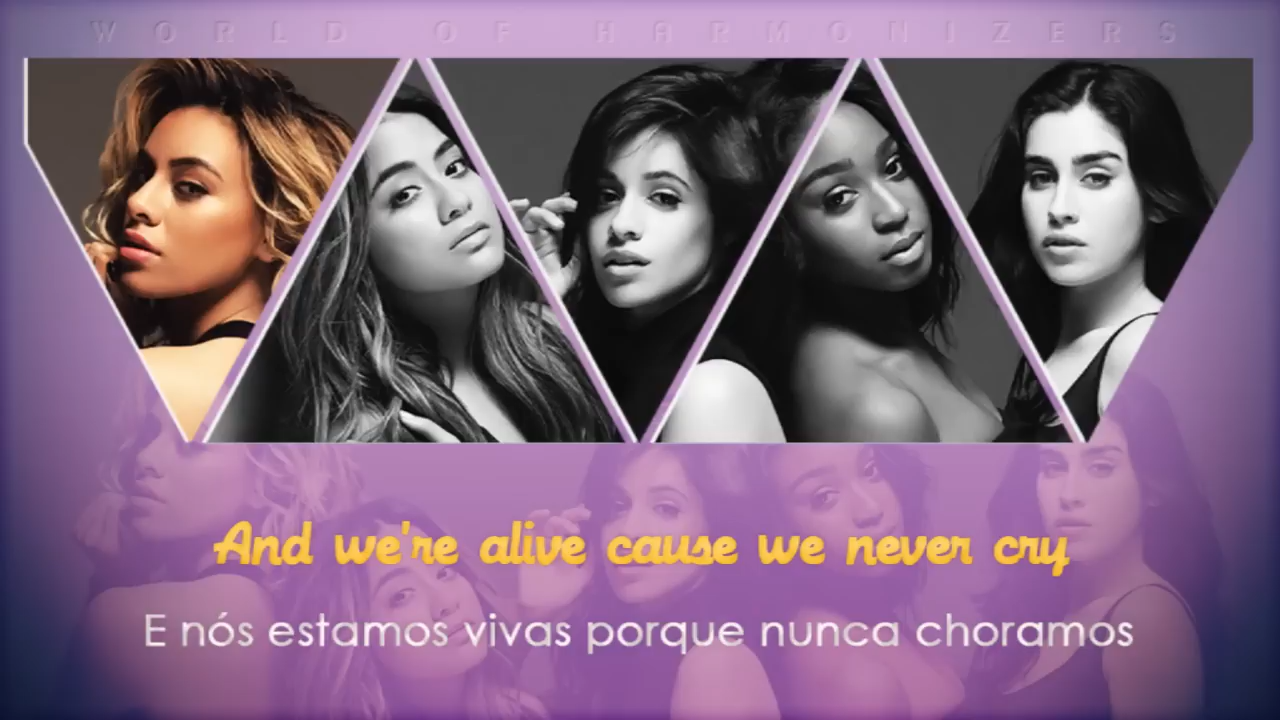 WORLD OF HARMONIZERS
And we're alive cause we never cry
E nós estamos vivas porque nunca choramos